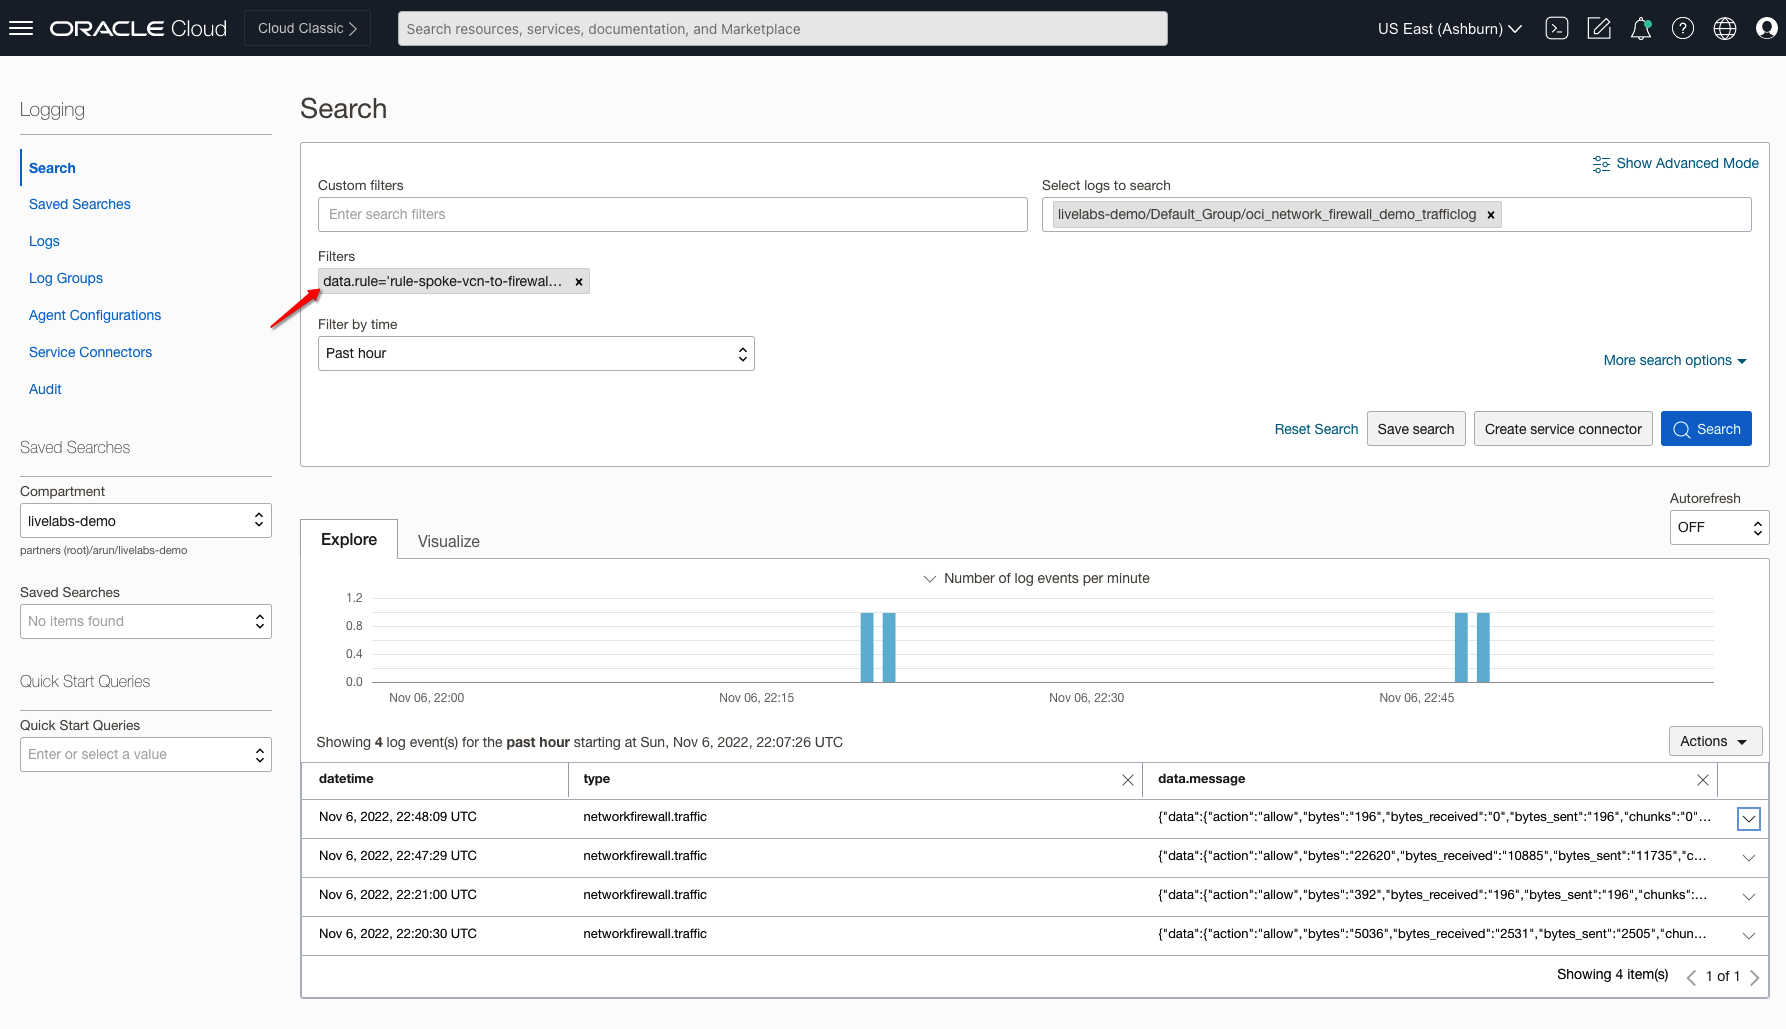 ORACLE Cloud
Cloud Classic
Search resources, services, documentation, and Marketplace
US East (Ashburn)
Logging
Search
Saved Searches
Logs
Log Groups
Agent Configurations
Service Connectors
Audit
Saved Searches
Compartment
livelabs-demo
partners (root)/arun/livelabs-demo
Saved Searches
No items found
Quick Start Queries
Quick Start Queries
Enter or select a value
Search
Show Advanced Mode
Custom filters
Enter search filters
Select logs to search
livelabs-demo/Default_Group/oci_network_firewall_demo_trafficlog ×
Filters
data.rule='rule-spoke-vcn-to-firewal... ×
Filter by time
Past hour
More search options
Reset Search
Save search
Create service connector
Search
Autorefresh
OFF
Explore
Visualize
Number of log events per minute
1.2
0.8
0.4
0.0
Nov 06, 22:00
Nov 06, 22:15
Nov 06, 22:30
Nov 06, 22:45
Showing 4 log event(s) for the past hour starting at Sun, Nov 6, 2022, 22:07:26 UTC
Actions
datetime type data.message
Nov 6, 2022, 22:48:09 UTC networkfirewall.traffic {"data":{"action":"allow","bytes":"196","bytes_received":"0","bytes_sent":"196","chunks":"0"...
Nov 6, 2022, 22:47:29 UTC networkfirewall.traffic {"data":{"action":"allow","bytes":"22620","bytes_received":"10885","bytes_sent":"11735","c...
Nov 6, 2022, 22:21:00 UTC networkfirewall.traffic {"data":{"action":"allow","bytes":"392","bytes_received":"196","bytes_sent":"196","chunks":...
Nov 6, 2022, 22:20:30 UTC networkfirewall.traffic {"data":{"action":"allow","bytes":"5036","bytes_received":"2531","bytes_sent":"2505","chun...
Showing 4 item(s) 1 of 1